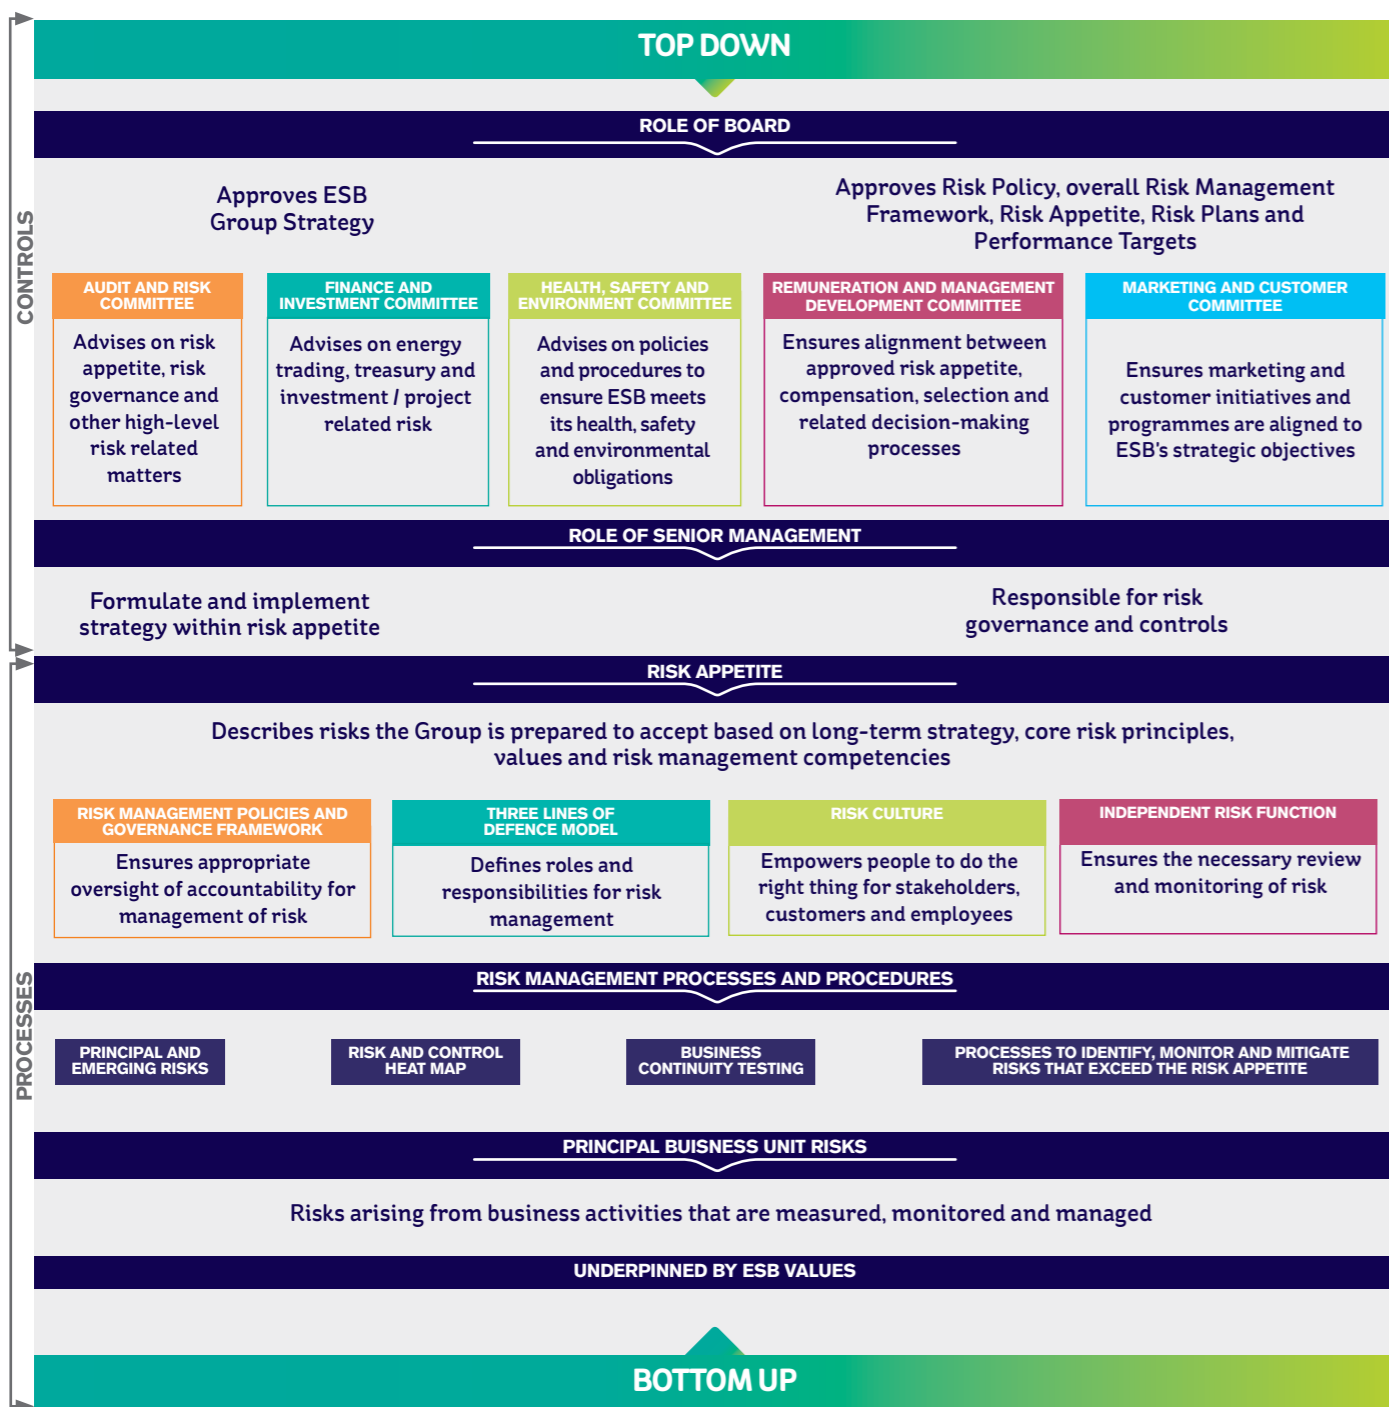 TOP DOWN
ROLE OF BOARD
Approves ESB
Group Strategy
Approves Risk Policy, overall Risk Management
Framework, Risk Appetite, Risk Plans and
Performance Targets
CONTROLS
AUDIT AND RISK
COMMITTEE
Advises on risk
appetite, risk
governance and
other high-level
risk related
matters
FINANCE AND
INVESTMENT COMMITTEE
Advises on energy
trading, treasury and
investment / project
related risk
HEALTH, SAFETY AND
ENVIRONMENT COMMITTEE
Advises on policies
and procedures to
ensure ESB meets
its health, safety
and environmental
obligations
REMUNERATION AND MANAGEMENT
DEVELOPMENT COMMITTEE
Ensures alignment between
approved risk appetite,
compensation, selection and
related decision-making
processes
MARKETING AND CUSTOMER
COMMITTEE
Ensures marketing and
customer initiatives and
programmes are aligned to
ESB's strategic objectives
ROLE OF SENIOR MANAGEMENT
Formulate and implement
strategy within risk appetite
Responsible for risk
governance and controls
RISK APPETITE
Describes risks the Group is prepared to accept based on long-term strategy, core risk principles,
values and risk management competencies
RISK MANAGEMENT POLICIES AND
GOVERNANCE FRAMEWORK
Ensures appropriate
oversight of accountability for
management of risk
THREE LINES OF
DEFENCE MODEL
Defines roles and
responsibilities for risk
management
RISK CULTURE
Empowers people to do the
right thing for stakeholders,
customers and employees
INDEPENDENT RISK FUNCTION
Ensures the necessary review
and monitoring of risk
PROCESSES
RISK MANAGEMENT PROCESSES AND PROCEDURES
PRINCIPAL AND
EMERGING RISKS
RISK AND CONTROL
HEAT MAP
BUSINESS
CONTINUITY TESTING
PROCESSES TO IDENTIFY, MONITOR AND MITIGATE
RISKS THAT EXCEED THE RISK APPETITE
PRINCIPAL BUISNESS UNIT RISKS
Risks arising from business activities that are measured, monitored and managed
UNDERPINNED BY ESB VALUES
BOTTOM UP